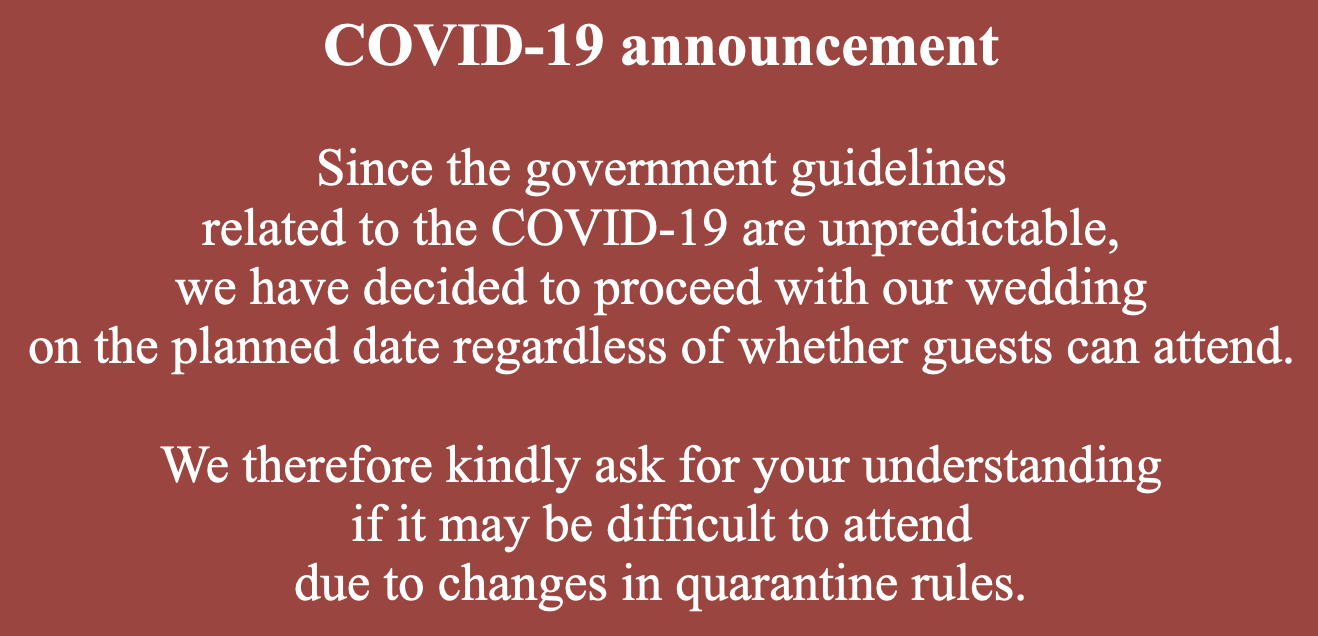 COVID-19 announcement
Since the government guidelines
related to the COVID-19 are unpredictable,
we have decided to proceed with our wedding
on the planned date regardless of whether guests can attend.
We therefore kindly ask for your understanding
if it may be difficult to attend
due to changes in quarantine rules.